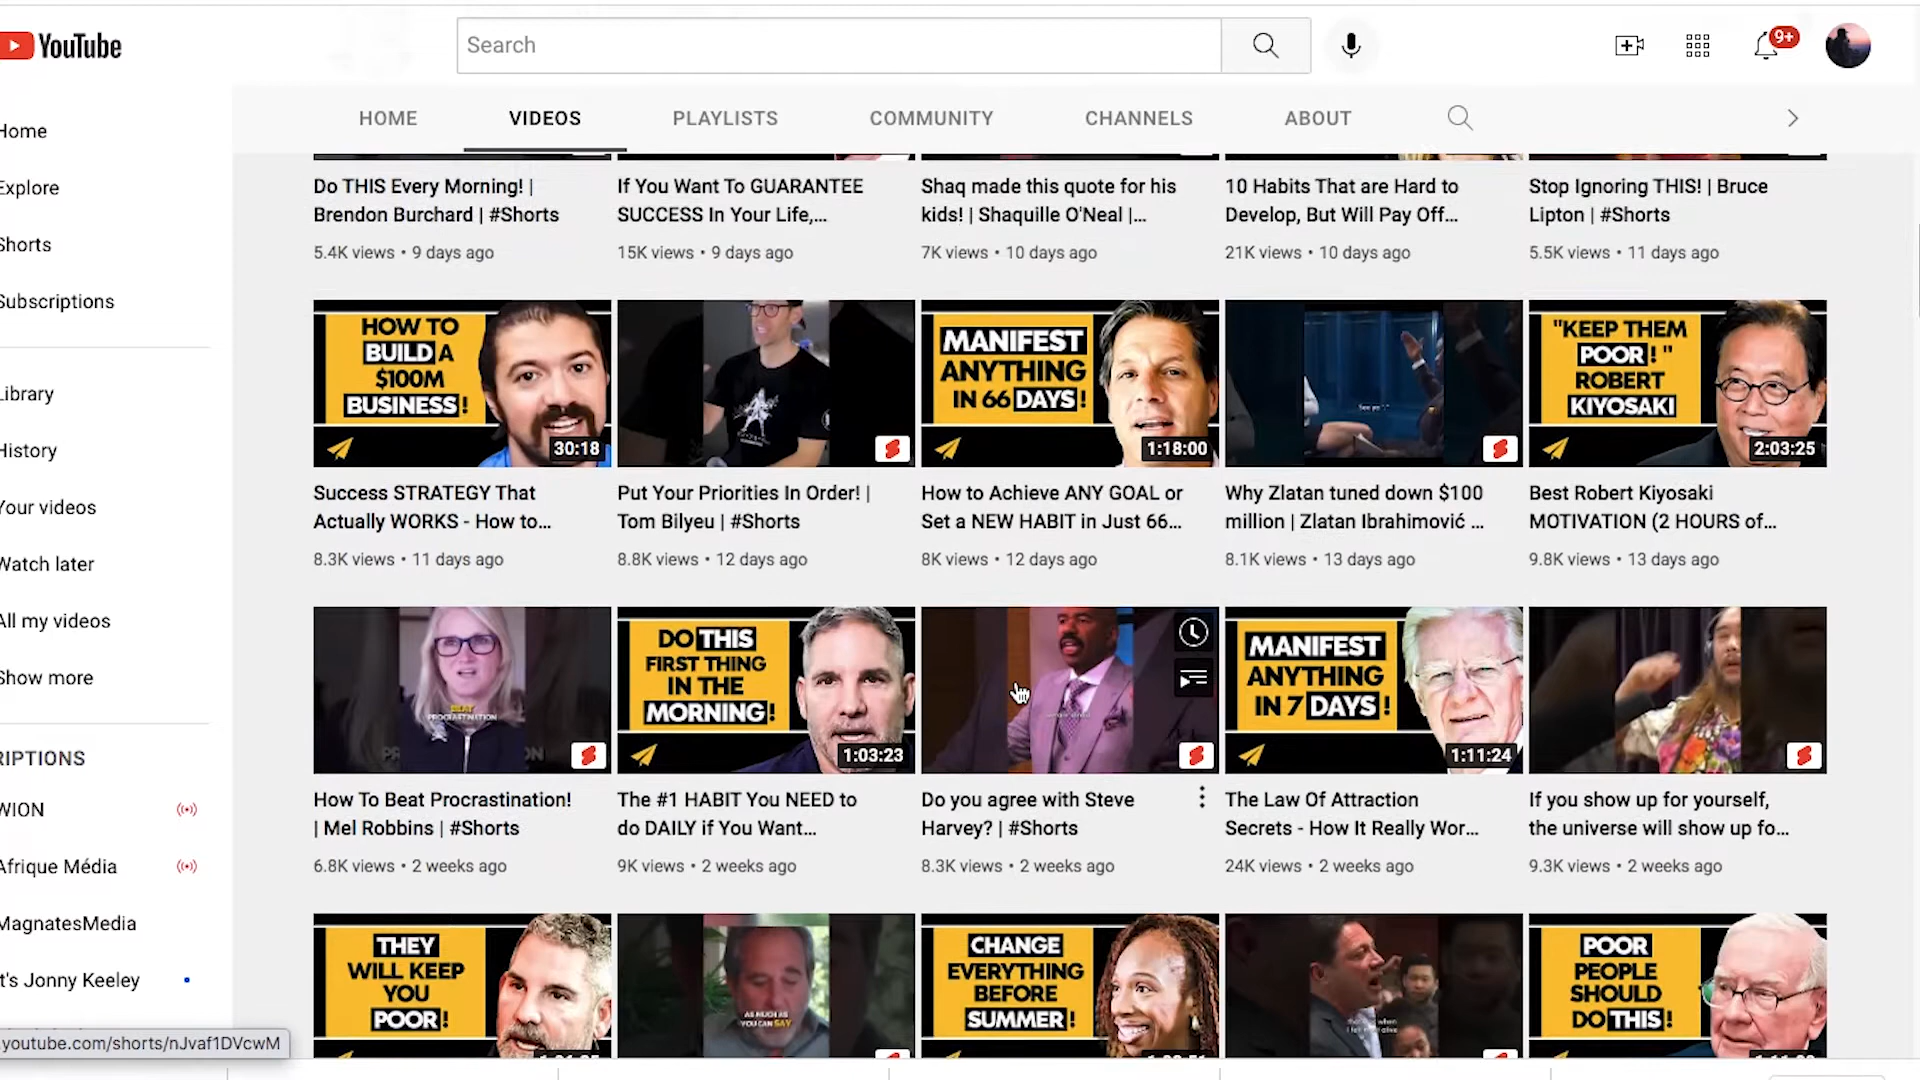 YouTube
Search
9+
HOME VIDEOS PLAYLISTS COMMUNITY CHANNELS ABOUT
Home
Explore
Shorts
Subscriptions
Library
History
Your videos
Watch later
All my videos
Show more
RIPTIONS
WION
Afrique Média
MagnatesMedia
t's Jonny Keeley
youtube.com/shorts/nJvaf1DVcwM
Do THIS Every Morning! |
Brendon Burchard | #Shorts
5.4K views • 9 days ago
If You Want To GUARANTEE
SUCCESS In Your Life,...
15K views • 9 days ago
Shaq made this quote for his
kids! | Shaquille O'Neal |...
7K views • 10 days ago
10 Habits That are Hard to
Develop, But Will Pay Off...
21K views • 10 days ago
Stop Ignoring THIS! | Bruce
Lipton | #Shorts
5.5K views • 11 days ago
HOW TO
BUILD A
$100M
BUSINESS!
30:18
Success STRATEGY That
Actually WORKS - How to...
8.3K views • 11 days ago
Put Your Priorities In Order! |
Tom Bilyeu | #Shorts
8.8K views • 12 days ago
MANIFEST
ANYTHING
IN 66 DAYS!
1:18:00
How to Achieve ANY GOAL or
Set a NEW HABIT in Just 66...
8K views • 12 days ago
Why Zlatan tuned down $100
million | Zlatan Ibrahimović ...
8.1K views • 13 days ago
"KEEP THEM
POOR!"
ROBERT
KIYOSAKI
2:03:25
Best Robert Kiyosaki
MOTIVATION (2 HOURS of...
9.8K views • 13 days ago
BEAT
PROCRASTINATION
How To Beat Procrastination!
| Mel Robbins | #Shorts
6.8K views • 2 weeks ago
DO THIS
FIRST THING
IN THE
MORNING!
1:03:23
The #1 HABIT You NEED to
do DAILY if You Want...
9K views • 2 weeks ago
Do you agree with Steve
Harvey? | #Shorts
8.3K views • 2 weeks ago
MANIFEST
ANYTHING
IN 7 DAYS!
1:11:24
The Law Of Attraction
Secrets - How It Really Wor...
24K views • 2 weeks ago
If you show up for yourself,
the universe will show up fo...
9.3K views • 2 weeks ago
THEY
WILL KEEP
YOU
POOR!
AS MUCH AS
YOU CAN SAY
CHANGE
EVERYTHING
BEFORE
SUMMER!
POOR
PEOPLE
SHOULD
DO THIS!